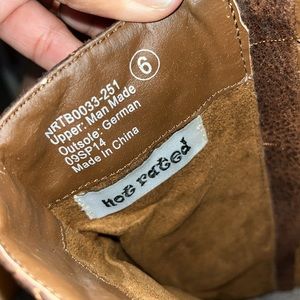 6
NRTB0033-251
Upper: Man Made
Outsole: German
09SP14
Made in China
not rated